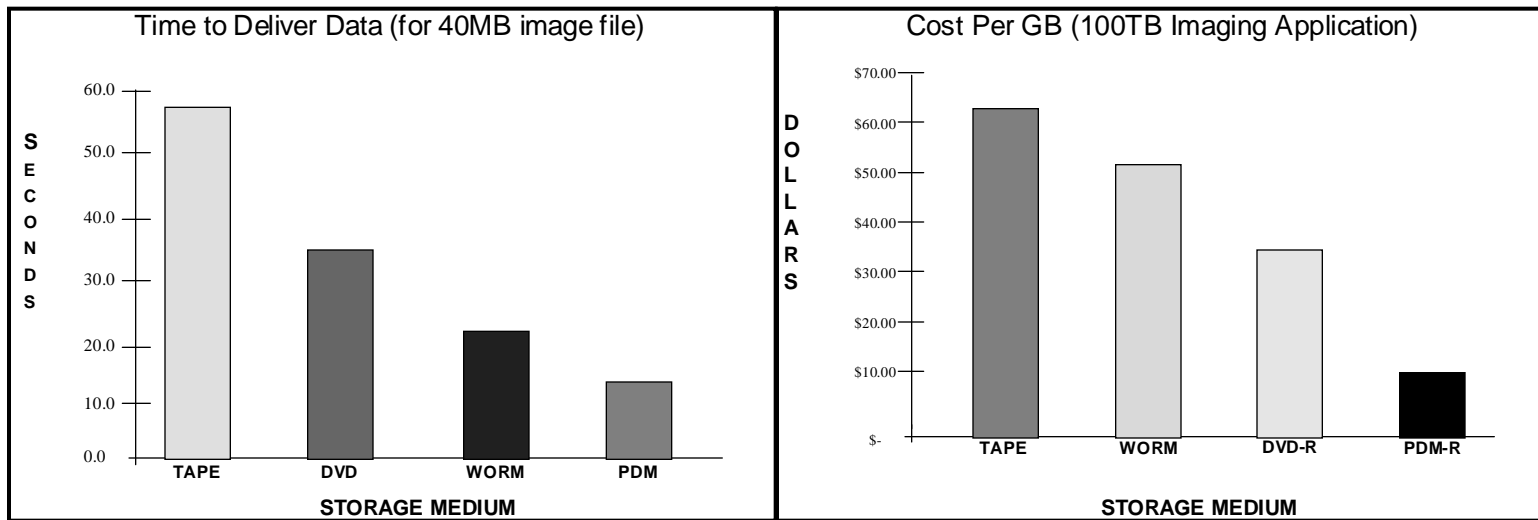 Time to Deliver Data (for 40MB image file)
SECONDS
60.0
50.0
40.0
30.0
20.0
10.0
0.0
TAPE DVD WORM PDM
STORAGE MEDIUM
Cost Per GB (100TB Imaging Application)
DOLLARS
$70.00
$60.00
$50.00
$40.00
$30.00
$20.00
$10.00
$-
TAPE WORM DVD-R PDM-R
STORAGE MEDIUM